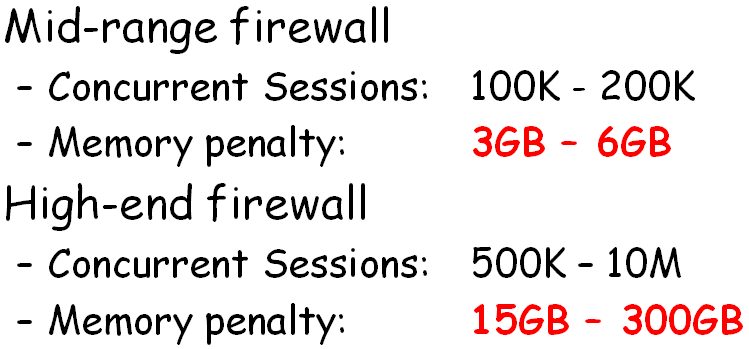 Mid-range firewall
– Concurrent Sessions: 100K - 200K
– Memory penalty: 3GB – 6GB
High-end firewall
– Concurrent Sessions: 500K – 10M
– Memory penalty: 15GB – 300GB